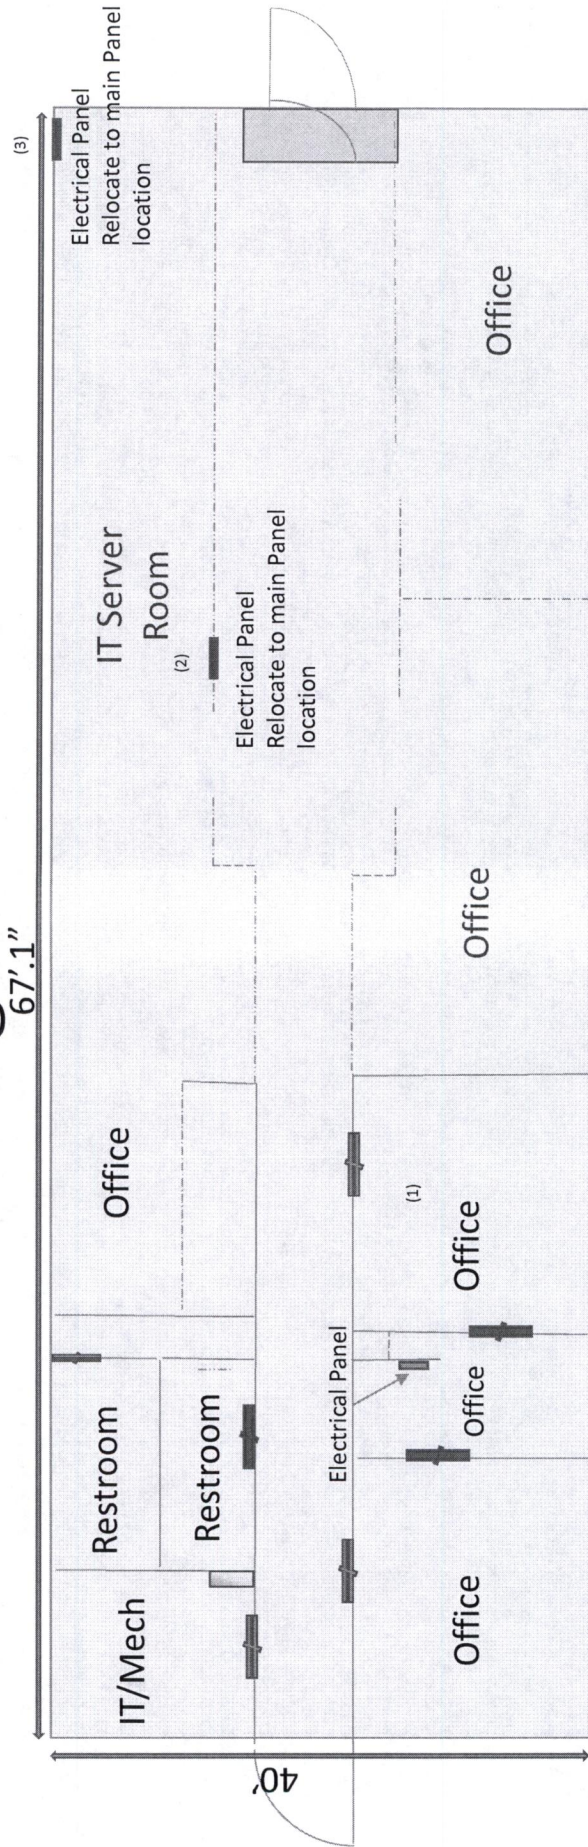 67'.1”
(3)
Electrical Panel
Relocate to main Panel
location
IT Server
Room
(2)
Electrical Panel
Relocate to main Panel
location
Office
Office
Office
Restroom
Restroom
IT/Mech
40'
Electrical Panel
(1)
Office
Office
Office